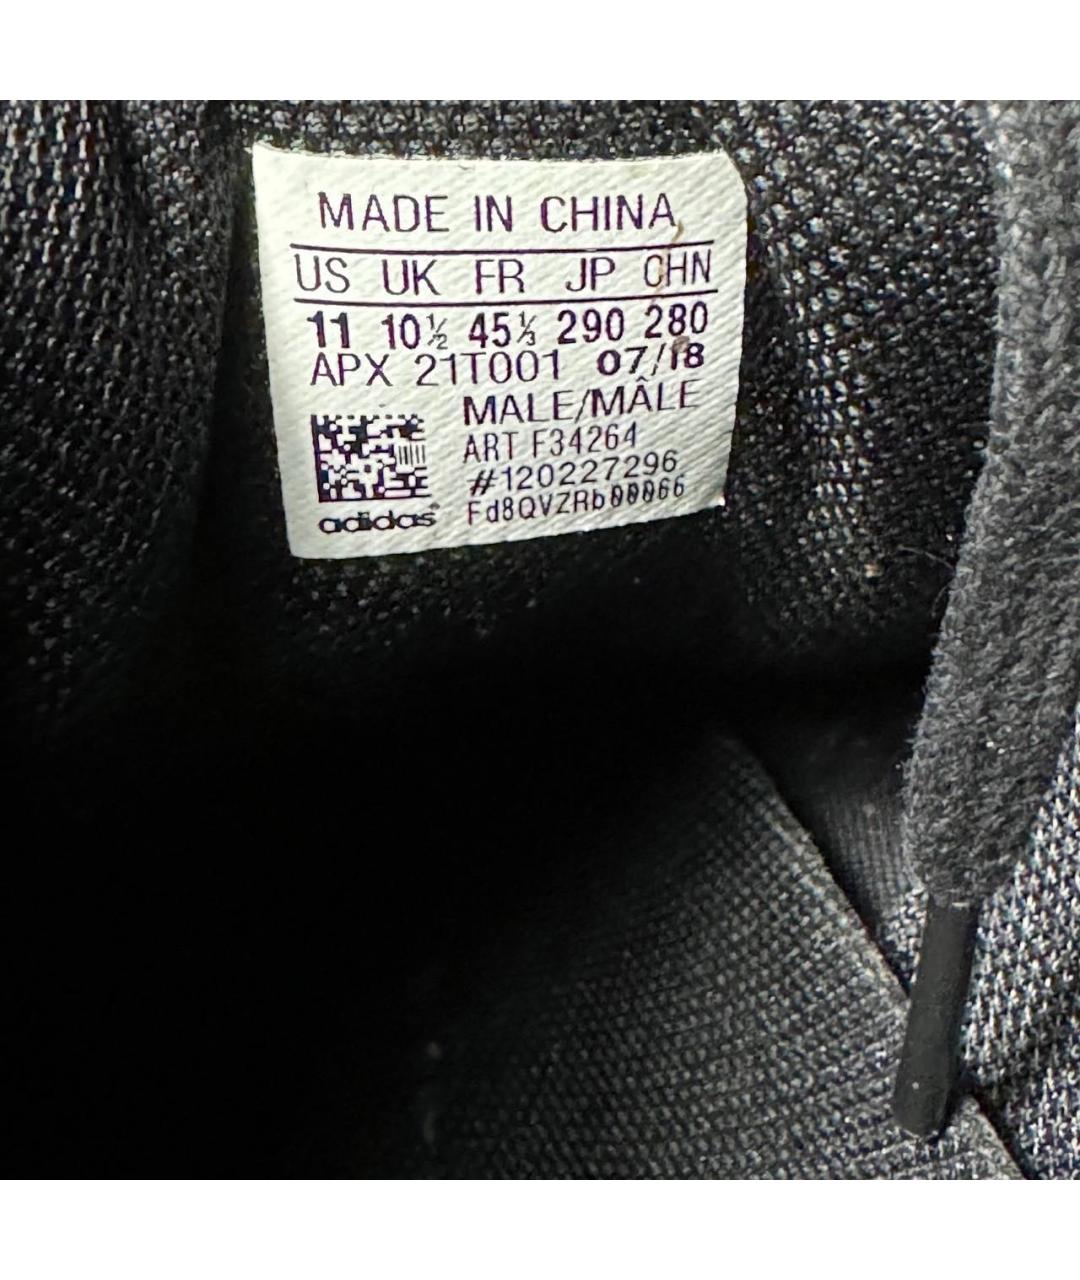 MADE IN CHINA
US UK FR JP CHN
11 10½ 45⅓ 290 280
APX 21T001 07/18
MALE/MÂLE
ART F34264
#120227296
Fd8QVZRb00066
adidas®